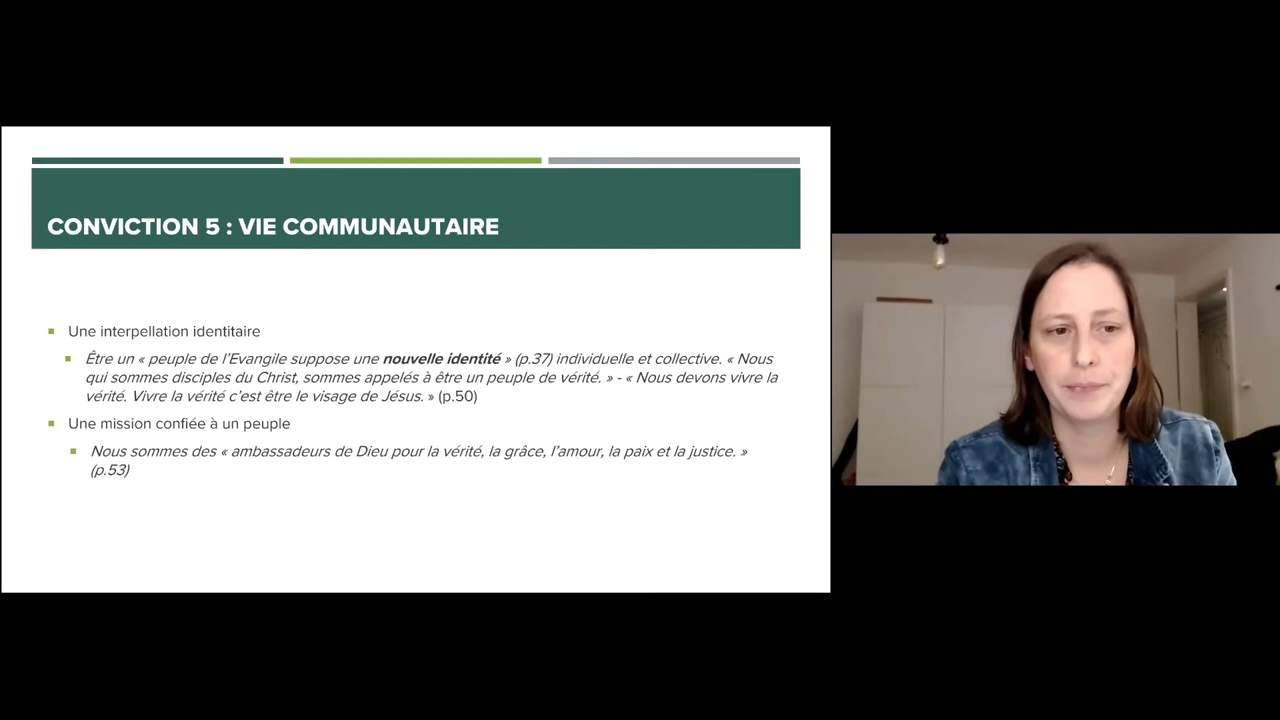 CONVICTION 5 : VIE COMMUNAUTAIRE
Une interpellation identitaire
Être un « peuple de l’Evangile suppose une nouvelle identité » (p.37) individuelle et collective. « Nous
qui sommes disciples du Christ, sommes appelés à être un peuple de vérité. » - « Nous devons vivre la
vérité. Vivre la vérité c’est être le visage de Jésus. » (p.50)
Une mission confiée à un peuple
Nous sommes des « ambassadeurs de Dieu pour la vérité, la grâce, l’amour, la paix et la justice. »
(p.53)